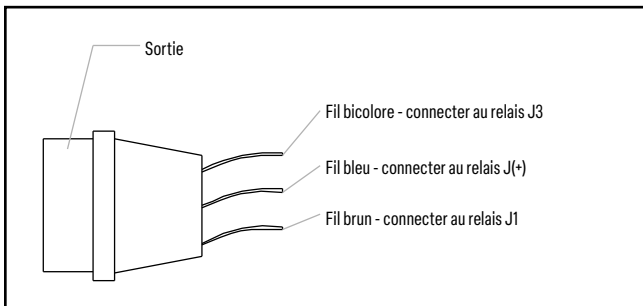 Sortie
Fil bicolore - connecter au relais J3
Fil bleu - connecter au relais J(+)
Fil brun - connecter au relais J1